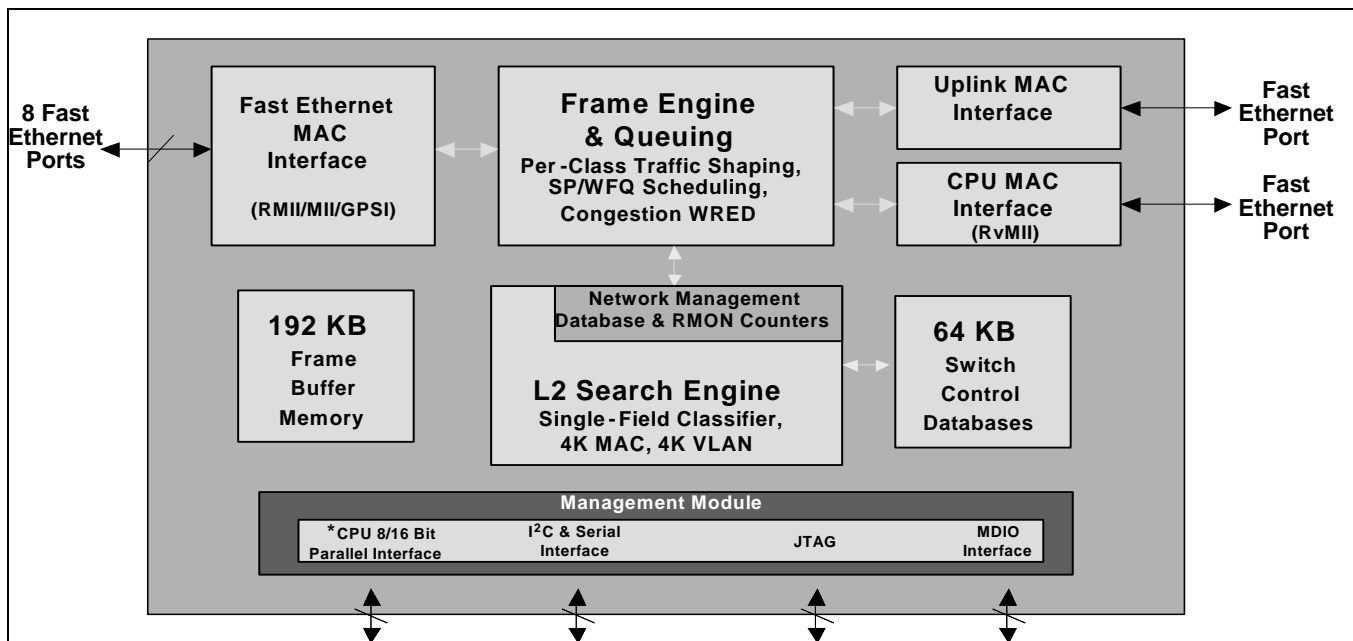 8 Fast
Ethernet
Ports
Fast Ethernet
MAC
Interface
(RMII/MII/GPSI)
Frame Engine
& Queuing
Per-Class Traffic Shaping,
SP/WFQ Scheduling,
Congestion WRED
Uplink MAC
Interface
Fast
Ethernet
Port
CPU MAC
Interface
(RvMII)
Fast
Ethernet
Port
192 KB
Frame
Buffer
Memory
Network Management
Database & RMON Counters
L2 Search Engine
Single-Field Classifier,
4K MAC, 4K VLAN
64 KB
Switch
Control
Databases
Management Module
*CPU 8/16 Bit
Parallel Interface
I²C & Serial
Interface
JTAG
MDIO
Interface